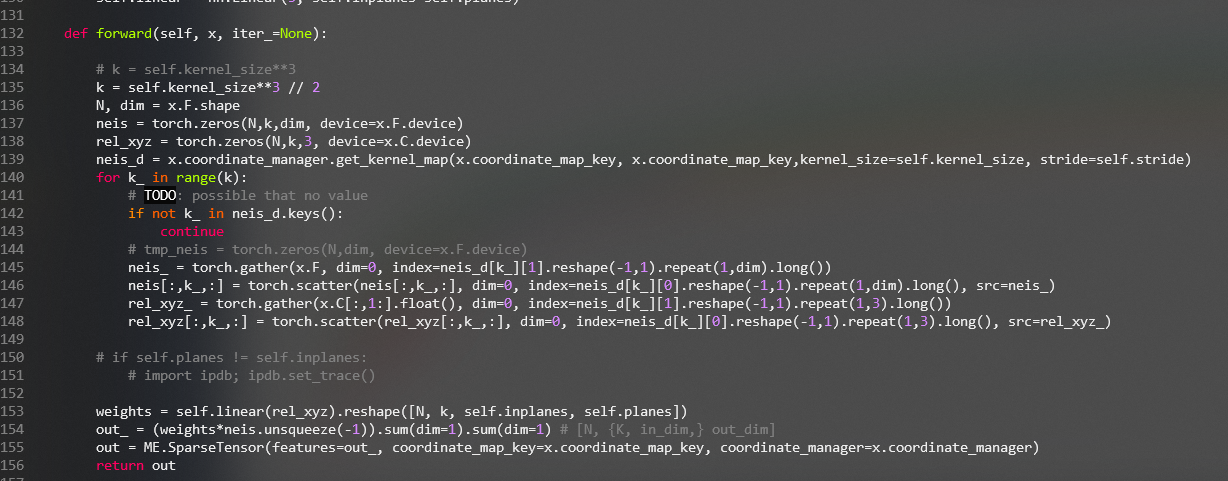 130 self.linear = nn.Linear(3, self.inplanes*self.planes)
131
132 def forward(self, x, iter_=None):
133
134 # k = self.kernel_size**3
135 k = self.kernel_size**3 // 2
136 N, dim = x.F.shape
137 neis = torch.zeros(N,k,dim, device=x.F.device)
138 rel_xyz = torch.zeros(N,k,3, device=x.C.device)
139 neis_d = x.coordinate_manager.get_kernel_map(x.coordinate_map_key, x.coordinate_map_key,kernel_size=self.kernel_size, stride=self.stride)
140 for k_ in range(k):
141 # TODO: possible that no value
142 if not k_ in neis_d.keys():
143 continue
144 # tmp_neis = torch.zeros(N,dim, device=x.F.device)
145 neis_ = torch.gather(x.F, dim=0, index=neis_d[k_][1].reshape(-1,1).repeat(1,dim).long())
146 neis[:,k_,:] = torch.scatter(neis[:,k_,:], dim=0, index=neis_d[k_][0].reshape(-1,1).repeat(1,dim).long(), src=neis_)
147 rel_xyz_ = torch.gather(x.C[:,1:].float(), dim=0, index=neis_d[k_][1].reshape(-1,1).repeat(1,3).long())
148 rel_xyz[:,k_,:] = torch.scatter(rel_xyz[:,k_,:], dim=0, index=neis_d[k_][0].reshape(-1,1).repeat(1,3).long(), src=rel_xyz_)
149
150 # if self.planes != self.inplanes:
151 # import ipdb; ipdb.set_trace()
152
153 weights = self.linear(rel_xyz).reshape([N, k, self.inplanes, self.planes])
154 out_ = (weights*neis.unsqueeze(-1)).sum(dim=1).sum(dim=1) # [N, {K, in_dim,} out_dim]
155 out = ME.SparseTensor(features=out_, coordinate_map_key=x.coordinate_map_key, coordinate_manager=x.coordinate_manager)
156 return out
157